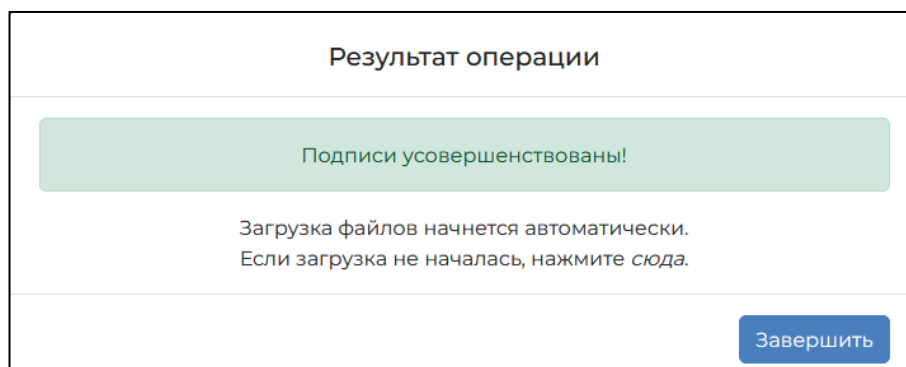 Результат операции
Подписи усовершенствованы!
Загрузка файлов начнется автоматически.
Если загрузка не началась, нажмите сюда.
Завершить